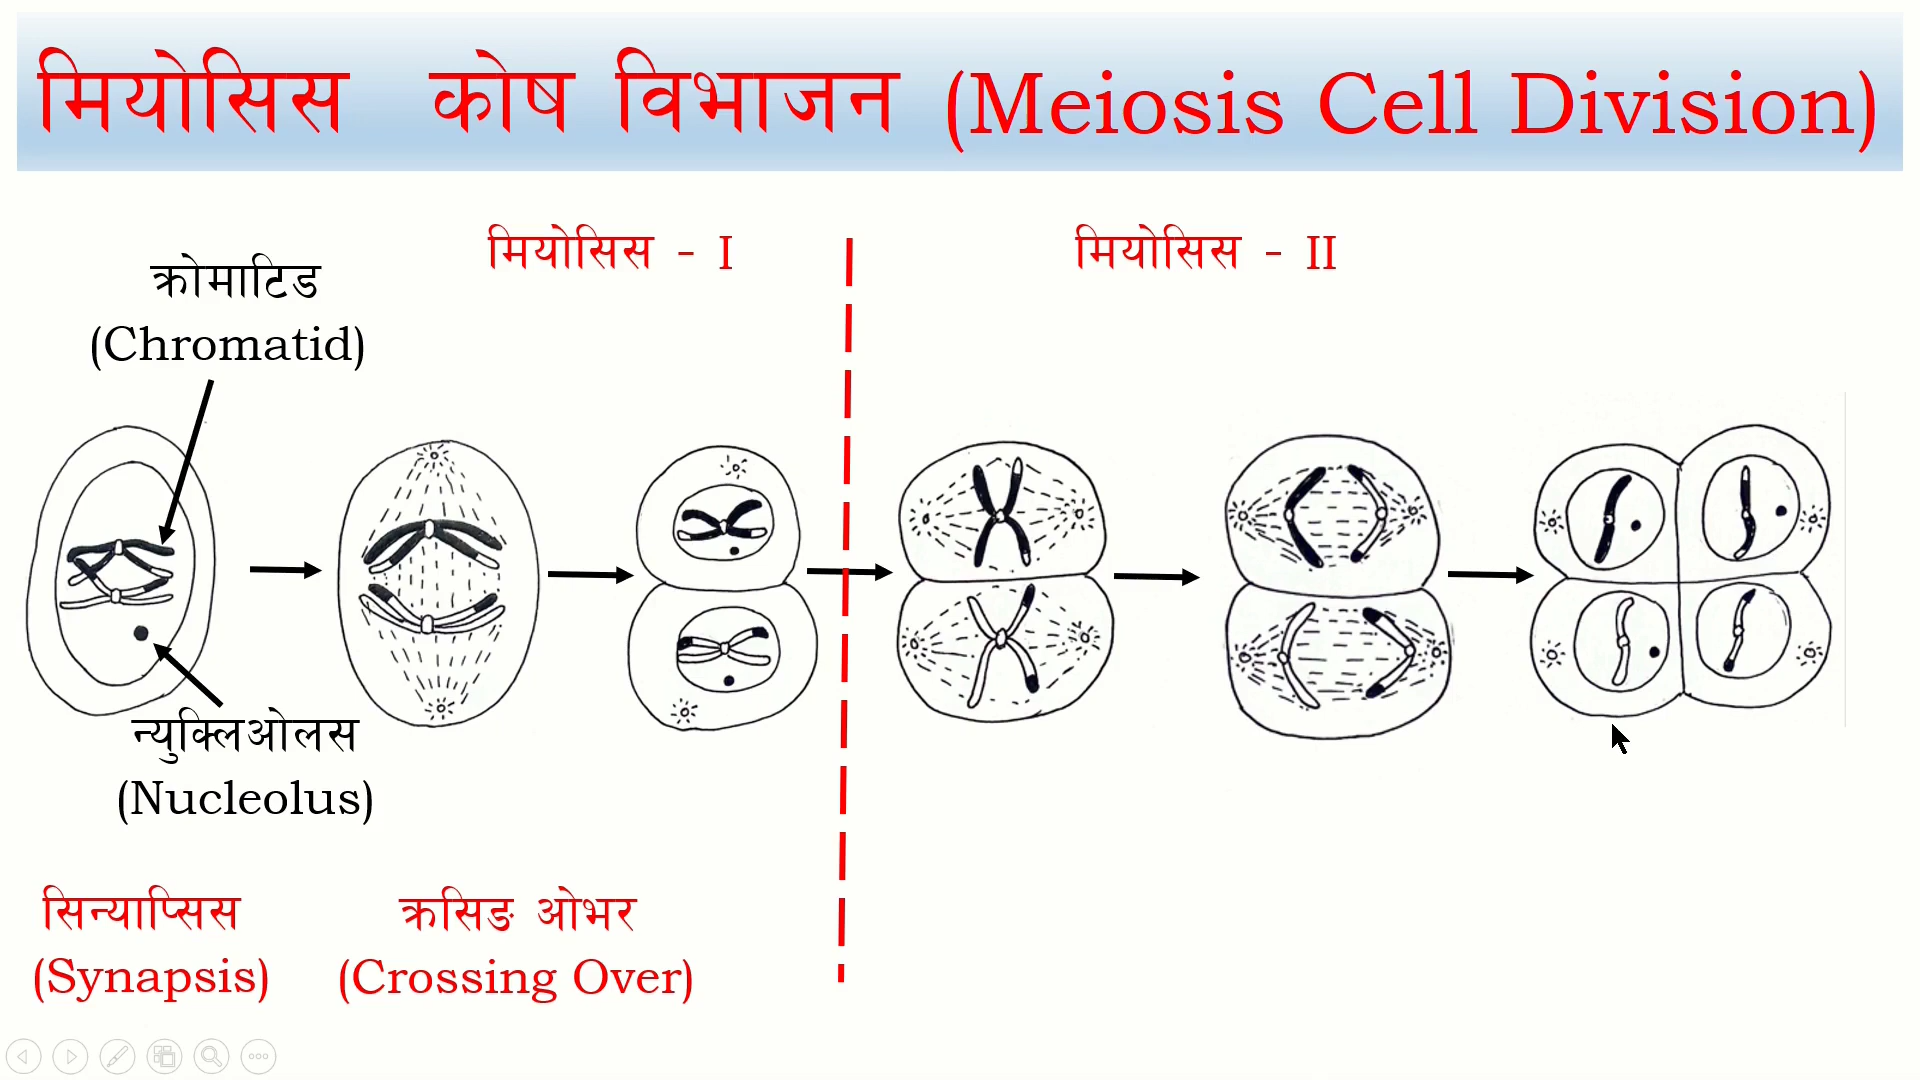 मियोसिस कोष विभाजन (Meiosis Cell Division)
मियोसिस - I
मियोसिस - II
क्रोमाटिड
(Chromatid)
न्युक्लिओलस
(Nucleolus)
सिन्याप्सिस
(Synapsis)
क्रसिङ ओभर
(Crossing Over)